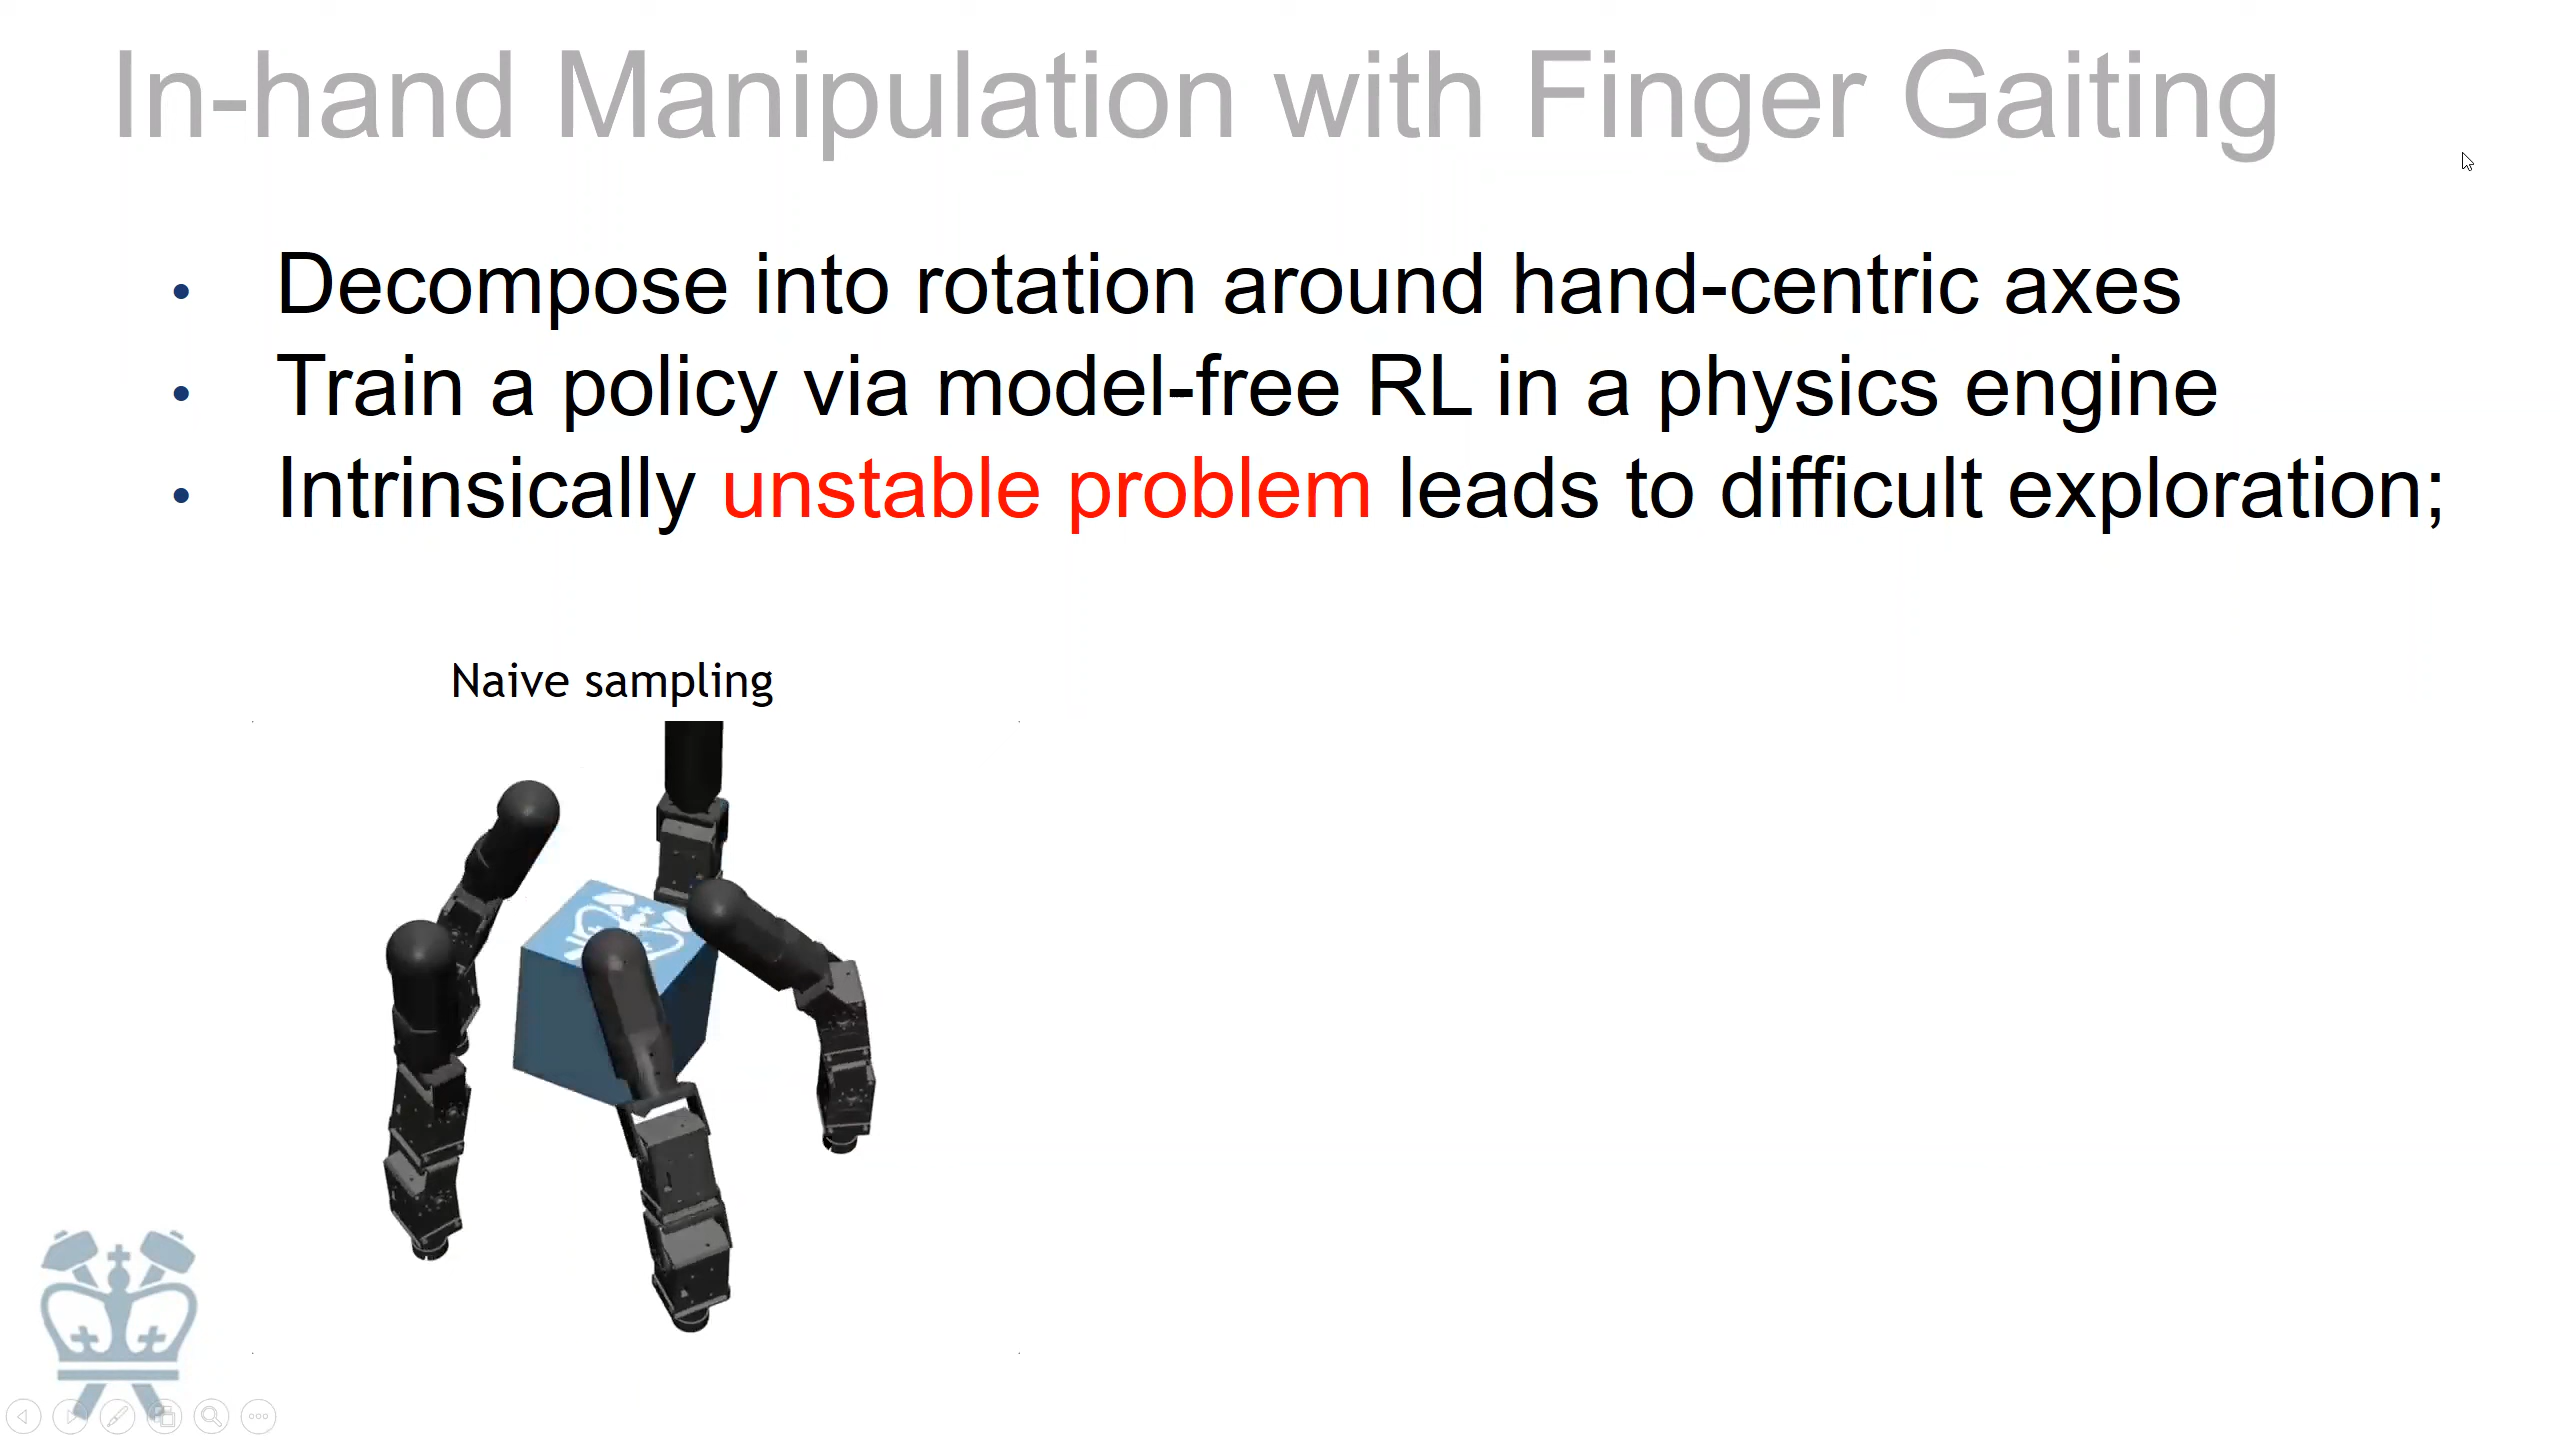 In-hand Manipulation with Finger Gaiting
• Decompose into rotation around hand-centric axes
• Train a policy via model-free RL in a physics engine
• Intrinsically unstable problem leads to difficult exploration;
Naive sampling